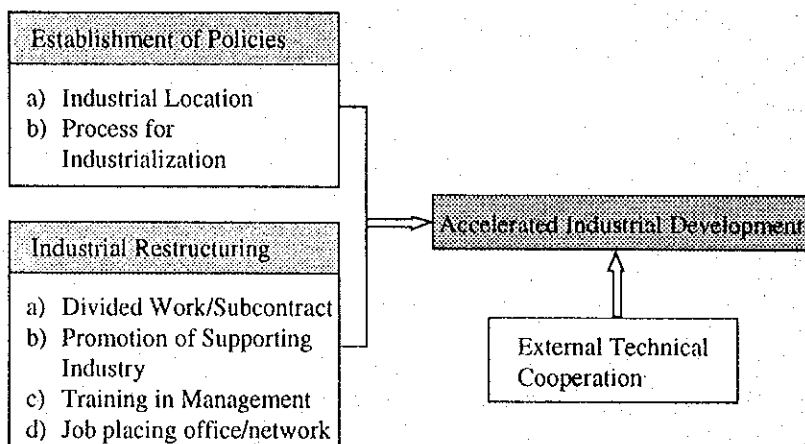 Establishment of Policies
a) Industrial Location
b) Process for
Industrialization
Industrial Restructuring
a) Divided Work/Subcontract
b) Promotion of Supporting
Industry
c) Training in Management
d) Job placing office/network
Accelerated Industrial Development
External Technical
Cooperation